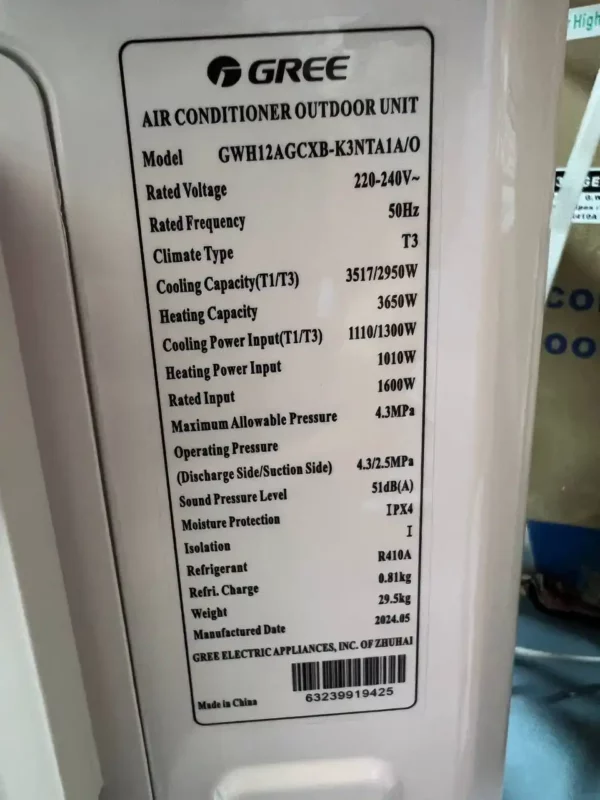 GREE
AIR CONDITIONER OUTDOOR UNIT
Model GWH12AGCXB-K3NTA1A/O
Rated Voltage 220-240V~
Rated Frequency 50Hz
Climate Type T3
Cooling Capacity(T1/T3) 3517/2950W
Heating Capacity 3650W
Cooling Power Input(T1/T3) 1110/1300W
Heating Power Input 1010W
Rated Input 1600W
Maximum Allowable Pressure 4.3MPa
Operating Pressure
(Discharge Side/Suction Side) 4.3/2.5MPa
Sound Pressure Level 51dB(A)
Moisture Protection IPX4
Isolation I
Refrigerant R410A
Refri. Charge 0.81kg
Weight 29.5kg
Manufactured Date 2024.05
GREE ELECTRIC APPLIANCES, INC. OF ZHUHAI
Made in China
63239919425
High
CO